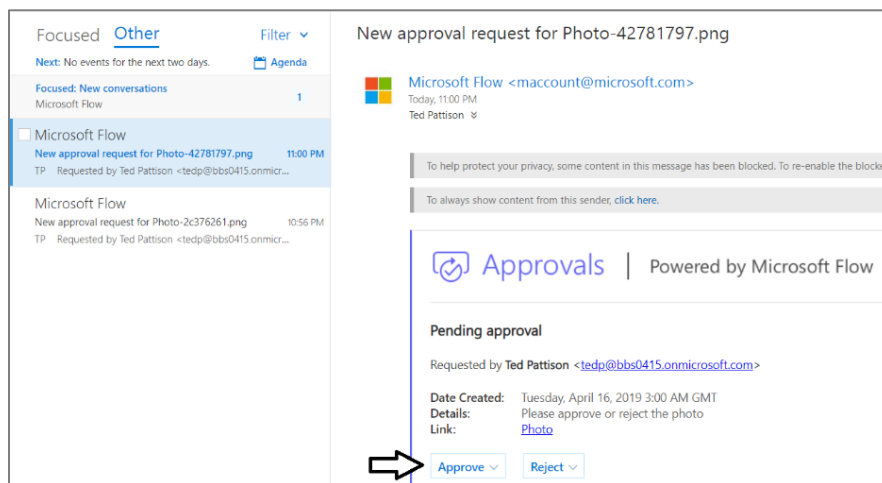 Focused Other Filter
Next: No events for the next two days. Agenda
Focused: New conversations
Microsoft Flow 1
Microsoft Flow
New approval request for Photo-42781797.png 11:00 PM
TP Requested by Ted Pattison <tedp@bbs0415.onmicr...
Microsoft Flow
New approval request for Photo-2c376261.png 10:56 PM
TP Requested by Ted Pattison <tedp@bbs0415.onmicr...
New approval request for Photo-42781797.png
Microsoft Flow <maccount@microsoft.com>
Today, 11:00 PM
Ted Pattison
To help protect your privacy, some content in this message has been blocked. To re-enable the blocke
To always show content from this sender, click here.
Approvals | Powered by Microsoft Flow
Pending approval
Requested by Ted Pattison <tedp@bbs0415.onmicrosoft.com>
Date Created: Tuesday, April 16, 2019 3:00 AM GMT
Details: Please approve or reject the photo
Link: Photo
Approve Reject